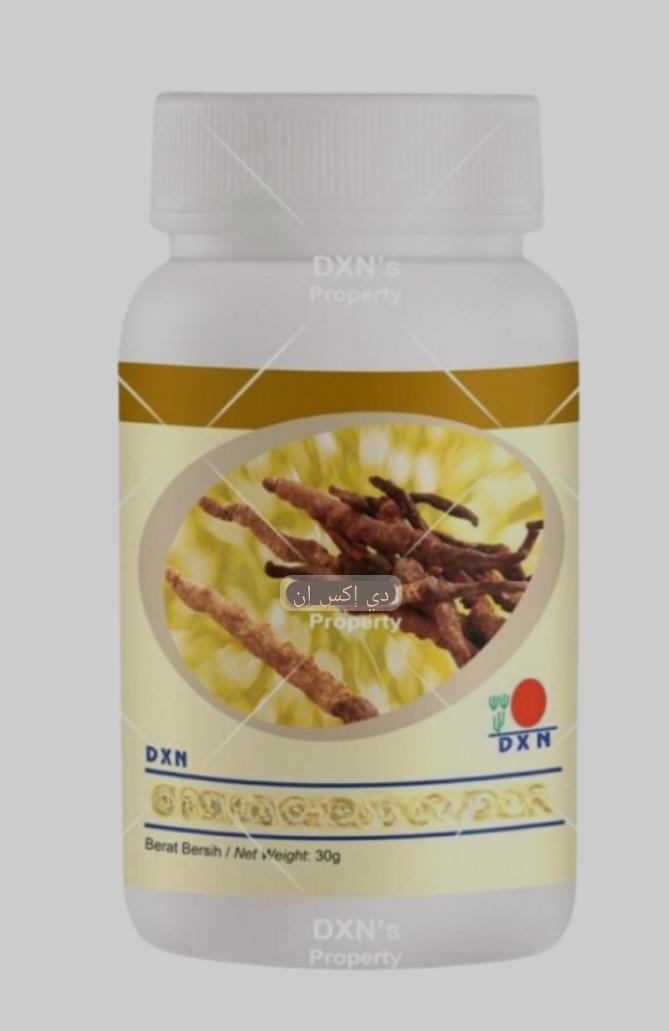 DXN's
Property
دي إكس إن
Property
DXN
DXN
Berat Bersih / Net Weight: 30g
DXN's
Property